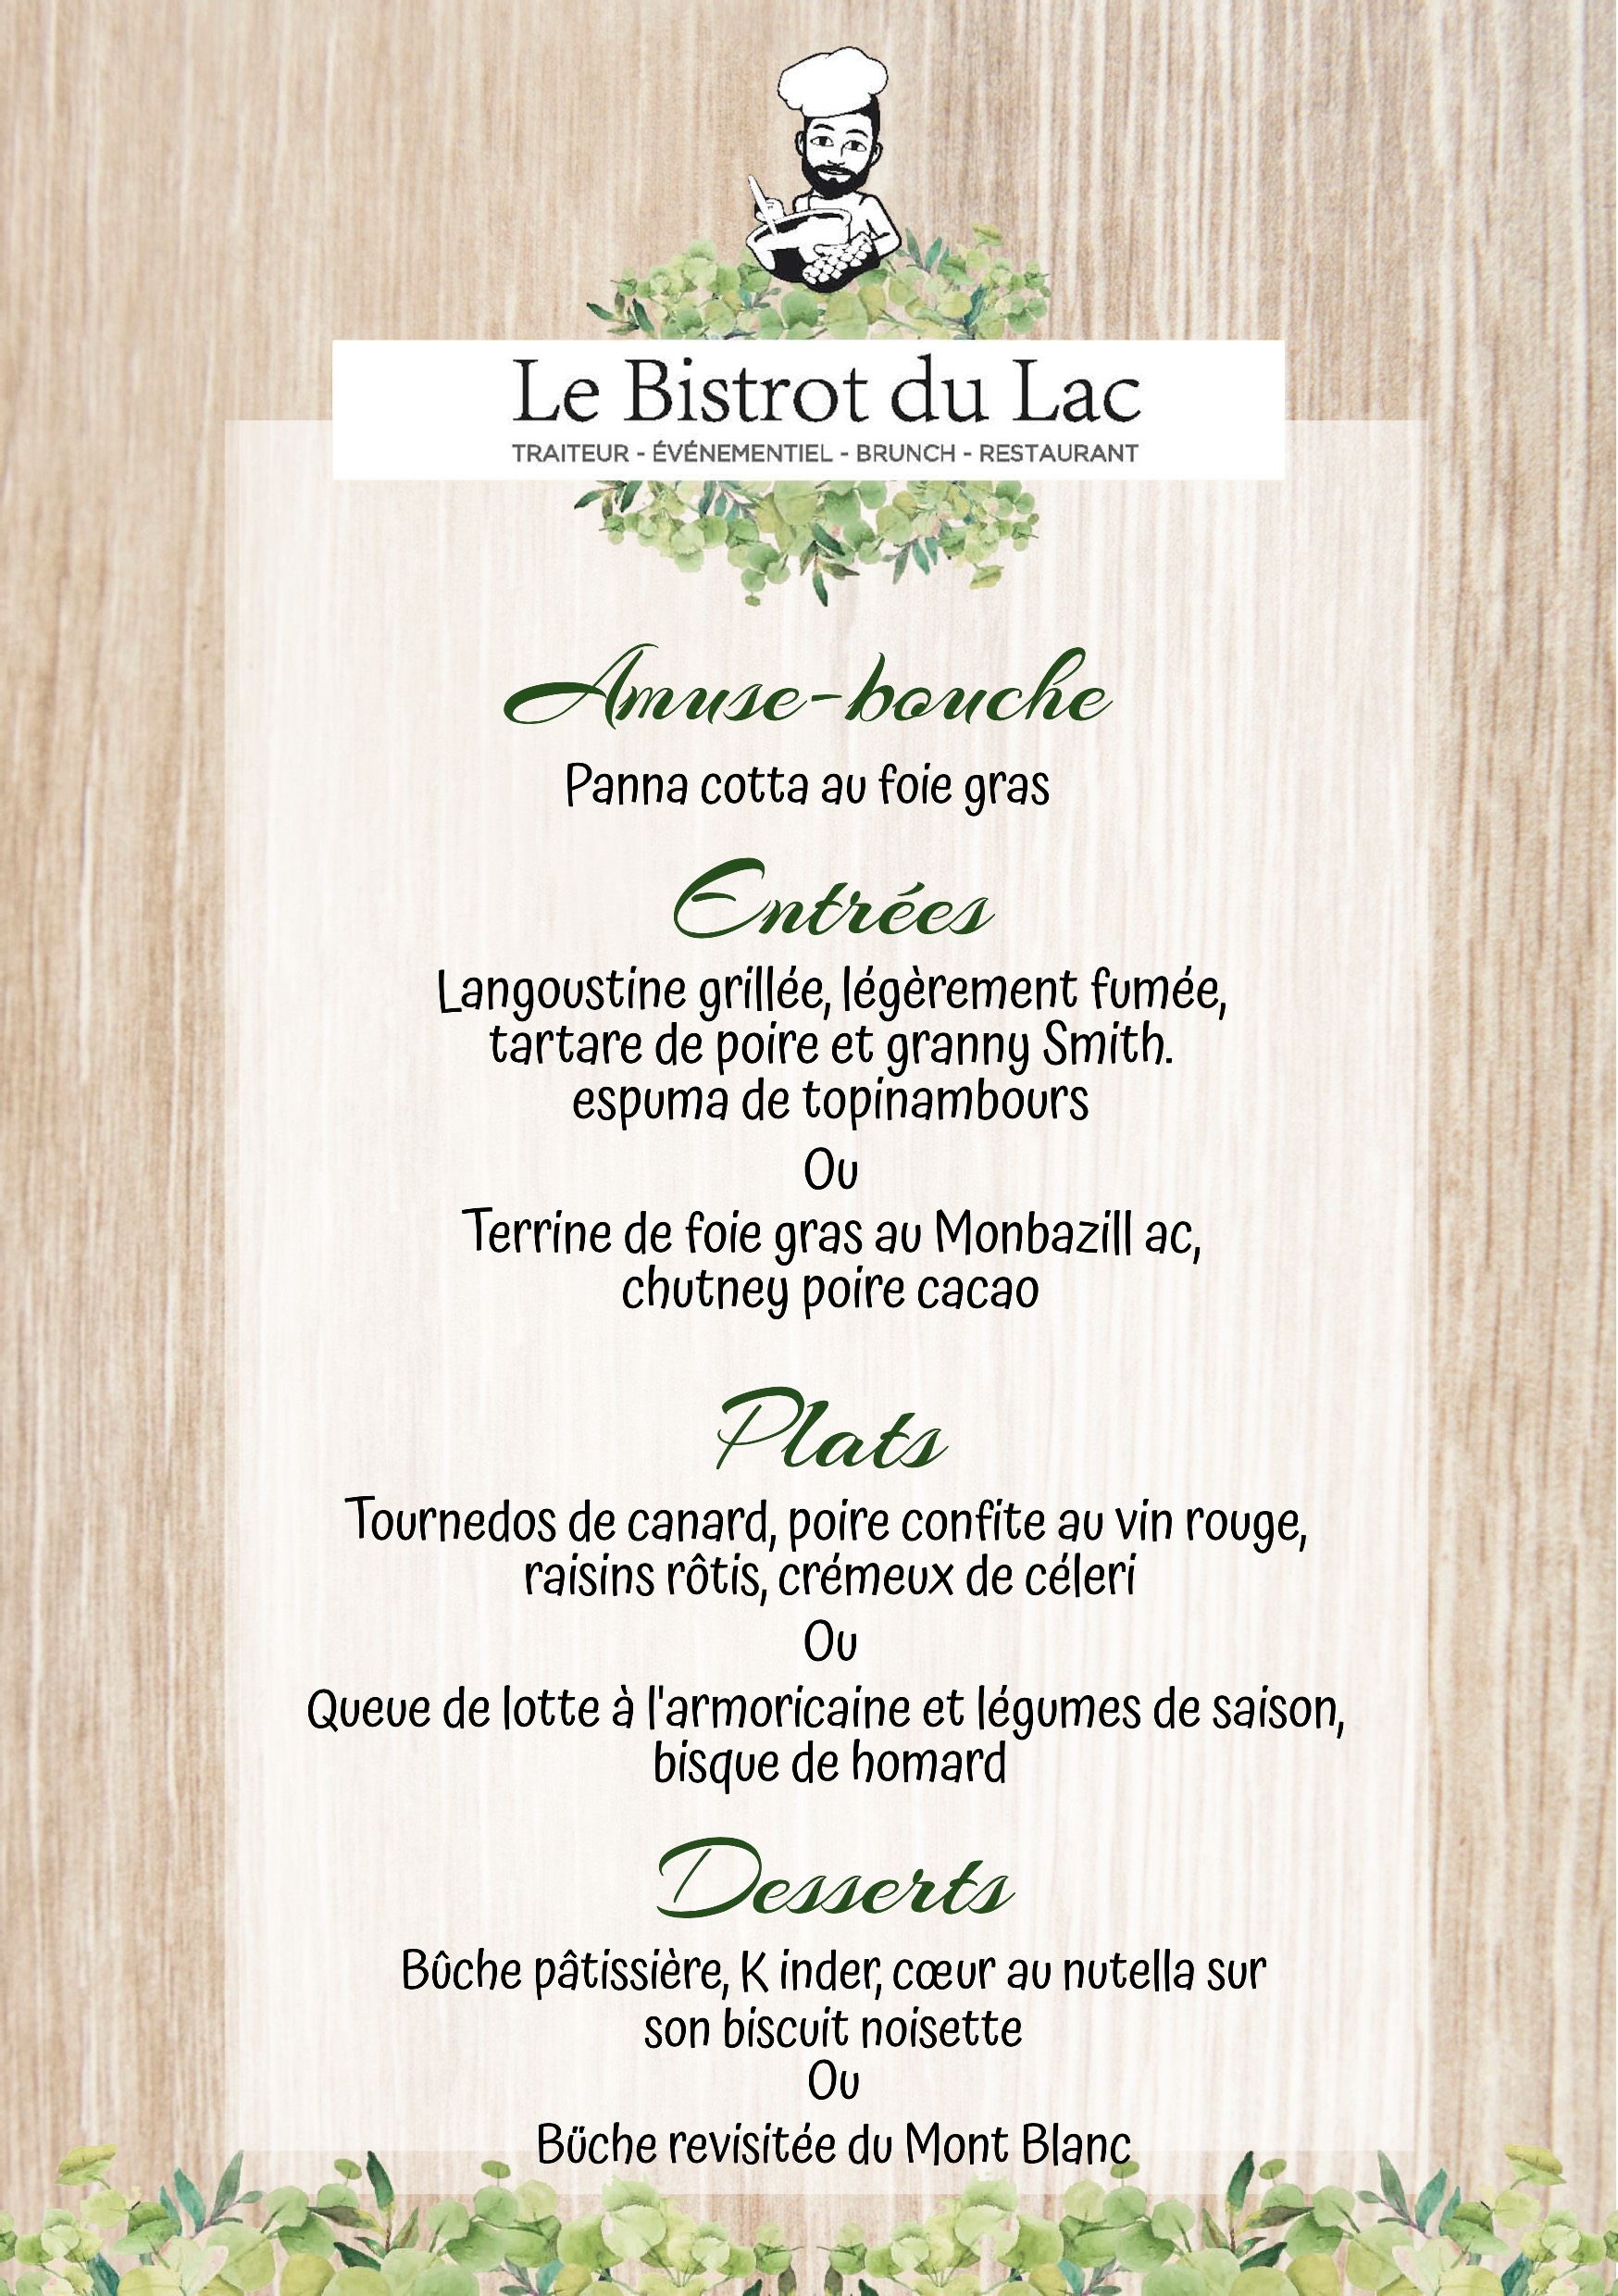 Le Bistrot du Lac
TRAITEUR - ÉVÉNEMENTIEL - BRUNCH - RESTAURANT
Amuse-bouche
Panna cotta au foie gras
Entrées
Langoustine grillée, légèrement fumée,
tartare de poire et granny Smith.
espuma de topinambours
Ou
Terrine de foie gras au Monbazill ac,
chutney poire cacao
Plats
Tournedos de canard, poire confite au vin rouge,
raisins rôtis, crémeux de céleri
Ou
Queue de lotte à l'armoricaine et légumes de saison,
bisque de homard
Desserts
Bûche pâtissière, K inder, cœur au nutella sur
son biscuit noisette
Ou
Büche revisitée du Mont Blanc